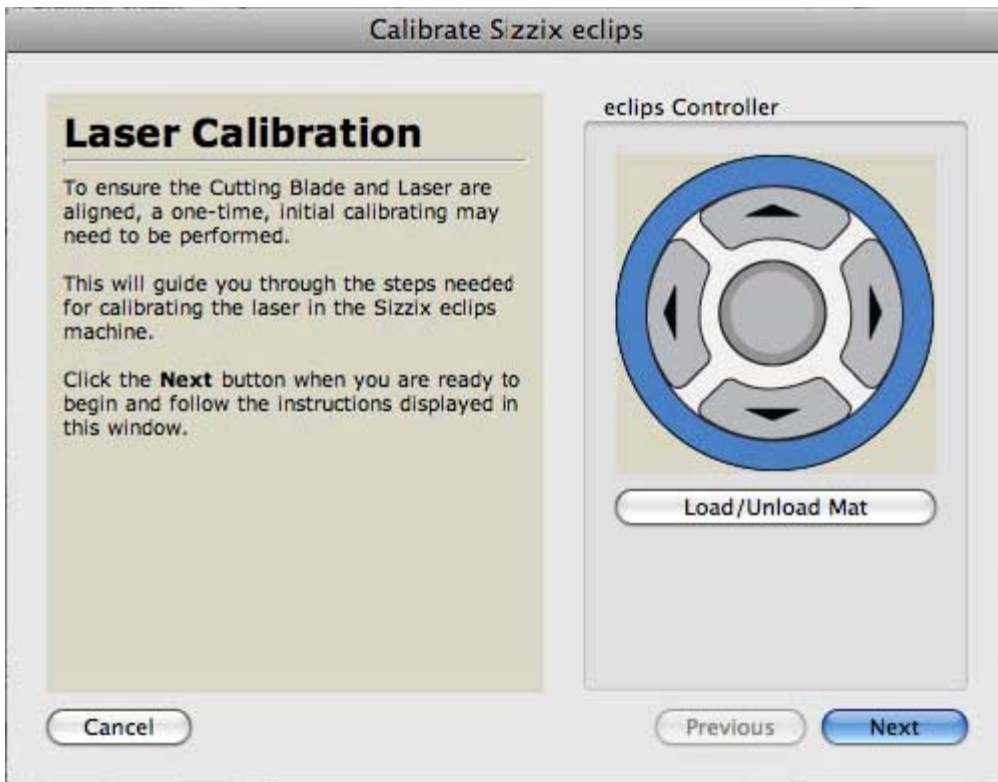 Calibrate Sizzix eclips
Laser Calibration
To ensure the Cutting Blade and Laser are
aligned, a one-time, initial calibrating may
need to be performed.
This will guide you through the steps needed
for calibrating the laser in the Sizzix eclips
machine.
Click the Next button when you are ready to
begin and follow the instructions displayed in
this window.
eclips Controller
Load/Unload Mat
Cancel
Previous
Next